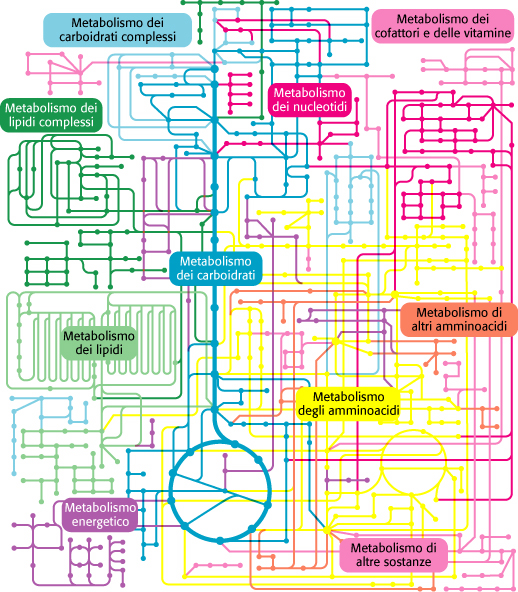 Metabolismo dei
carboidrati complessi
Metabolismo dei
cofattori e delle vitamine
Metabolismo dei
lipidi complessi
Metabolismo
dei nucleotidi
Metabolismo
dei carboidrati
Metabolismo di
altri amminoacidi
Metabolismo
dei lipidi
Metabolismo
degli amminoacidi
Metabolismo
energetico
Metabolismo di
altre sostanze